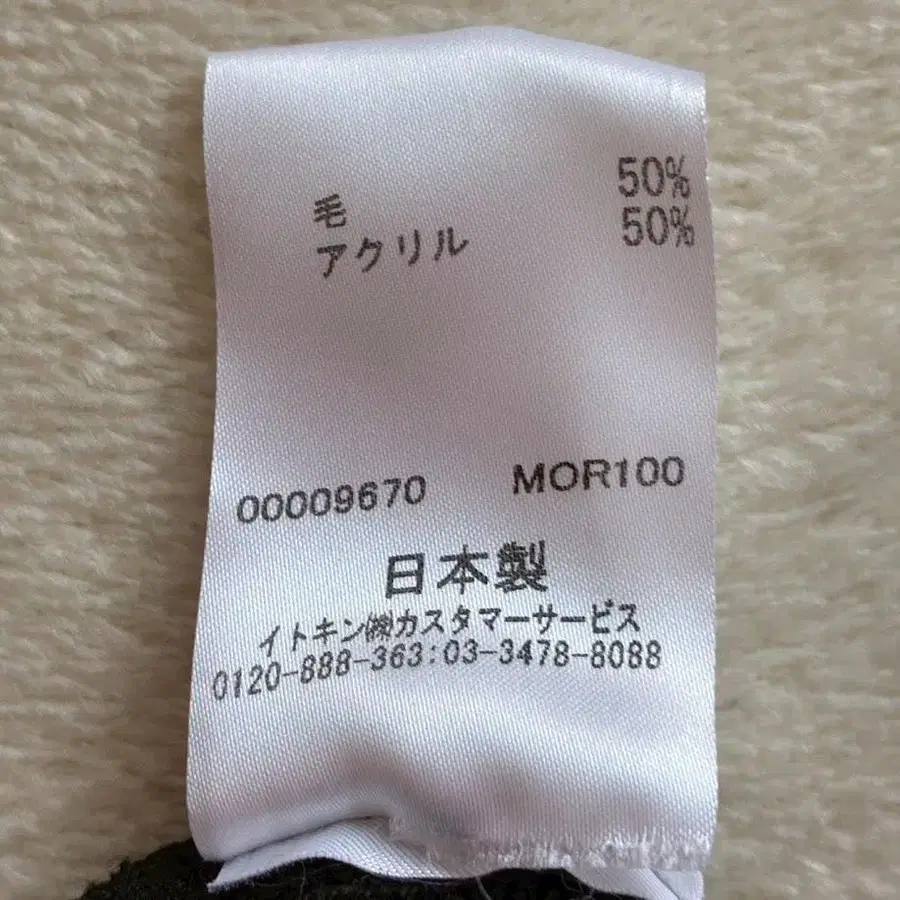 毛 50%
アクリル 50%
00009670 MOR100
日本製
イトキン㈱カスタマーサービス
0120-888-363:03-3478-8088